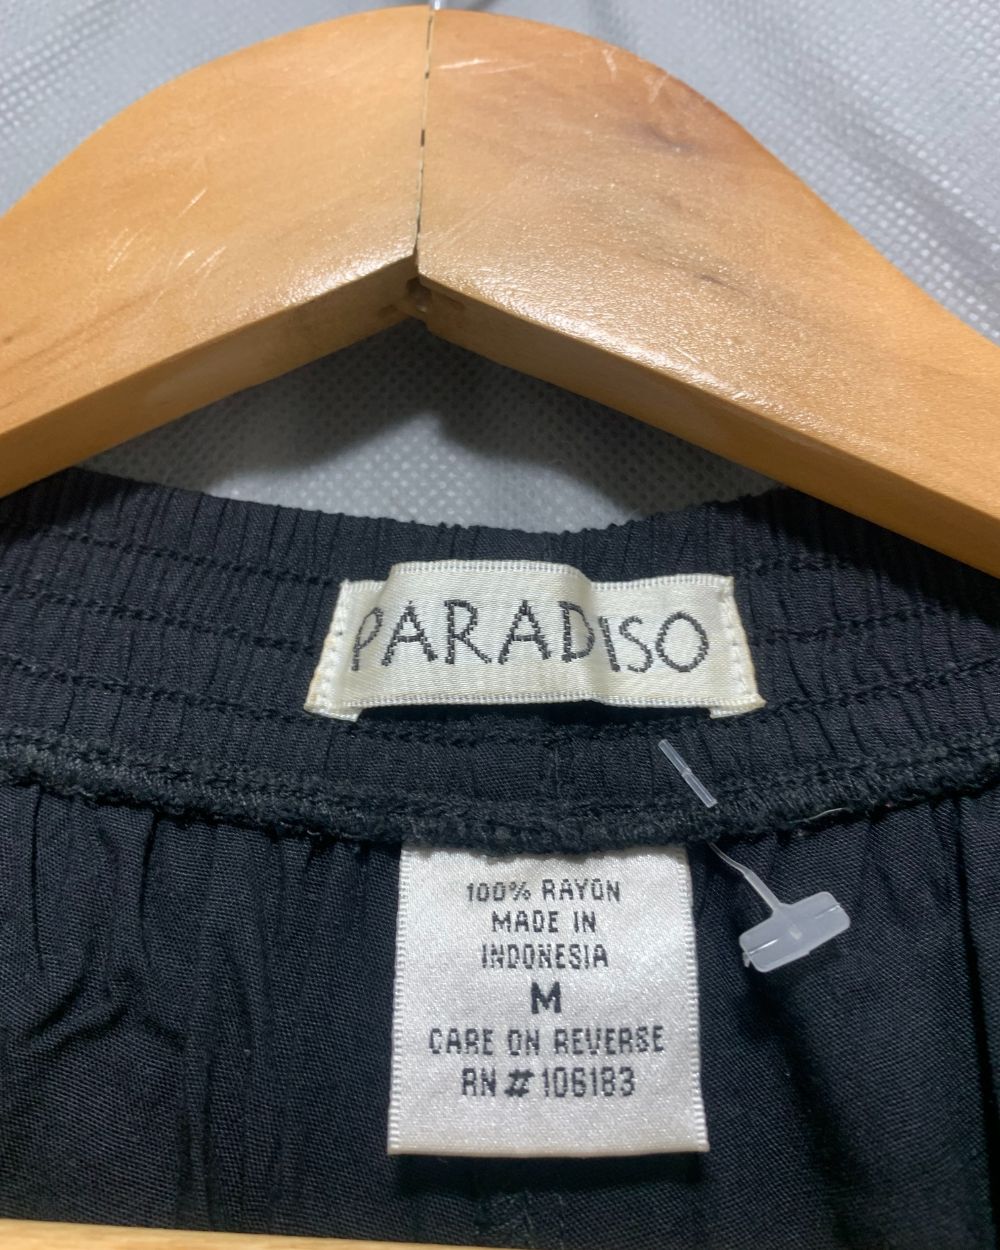 PARADISO
100% RAYON
MADE IN
INDONESIA
M
CARE ON REVERSE
RN # 106183